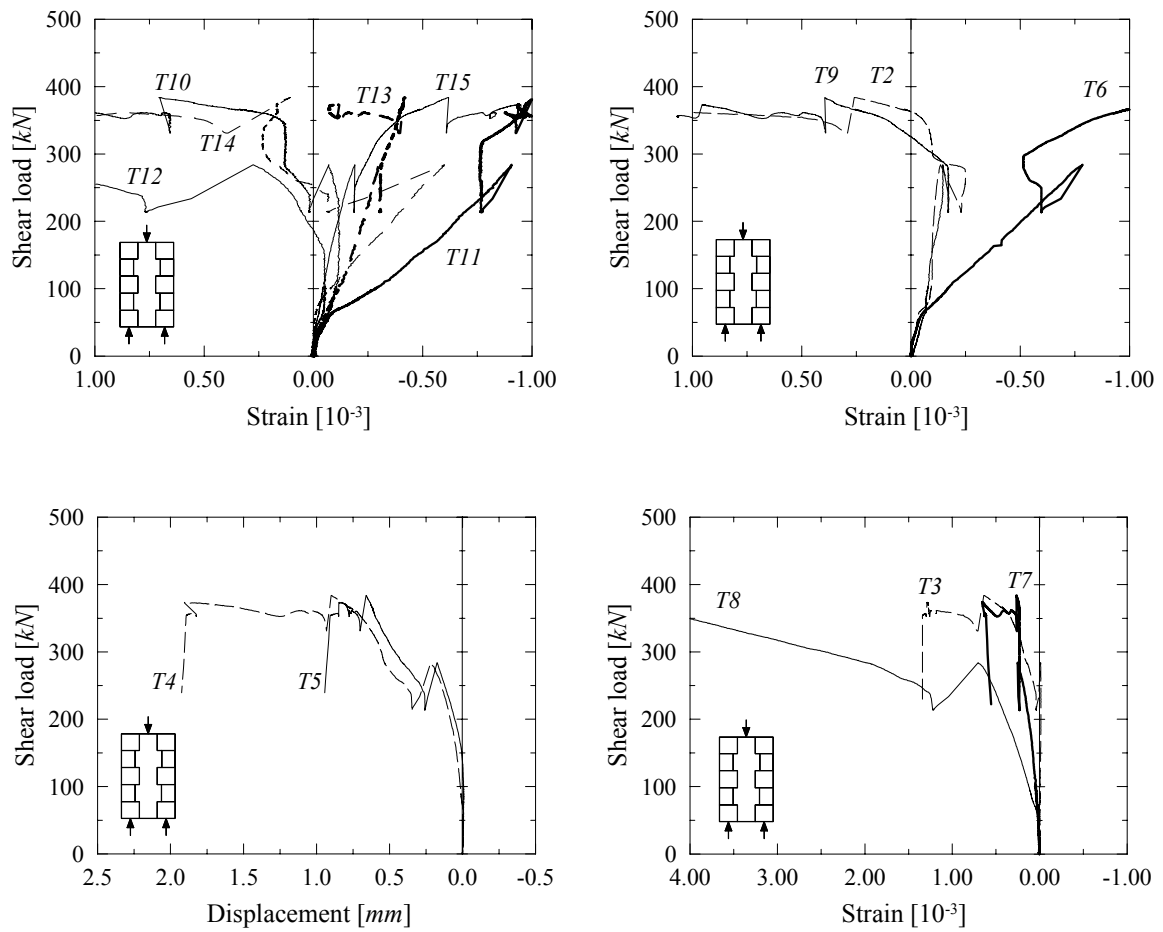 500
400
300
200
100
0
Shear load [kN]
T10
T13
T15
T14
T12
T11
1.00 0.50 0.00 -0.50 -1.00
Strain [10-3]
500
400
300
200
100
0
Shear load [kN]
T9 T2
T6
1.00 0.50 0.00 -0.50 -1.00
Strain [10-3]
500
400
300
200
100
0
Shear load [kN]
T4
T5
2.5 2.0 1.5 1.0 0.5 0.0 -0.5
Displacement [mm]
500
400
300
200
100
0
Shear load [kN]
T8
T3
T7
4.00 3.00 2.00 1.00 0.00 -1.00
Strain [10-3]